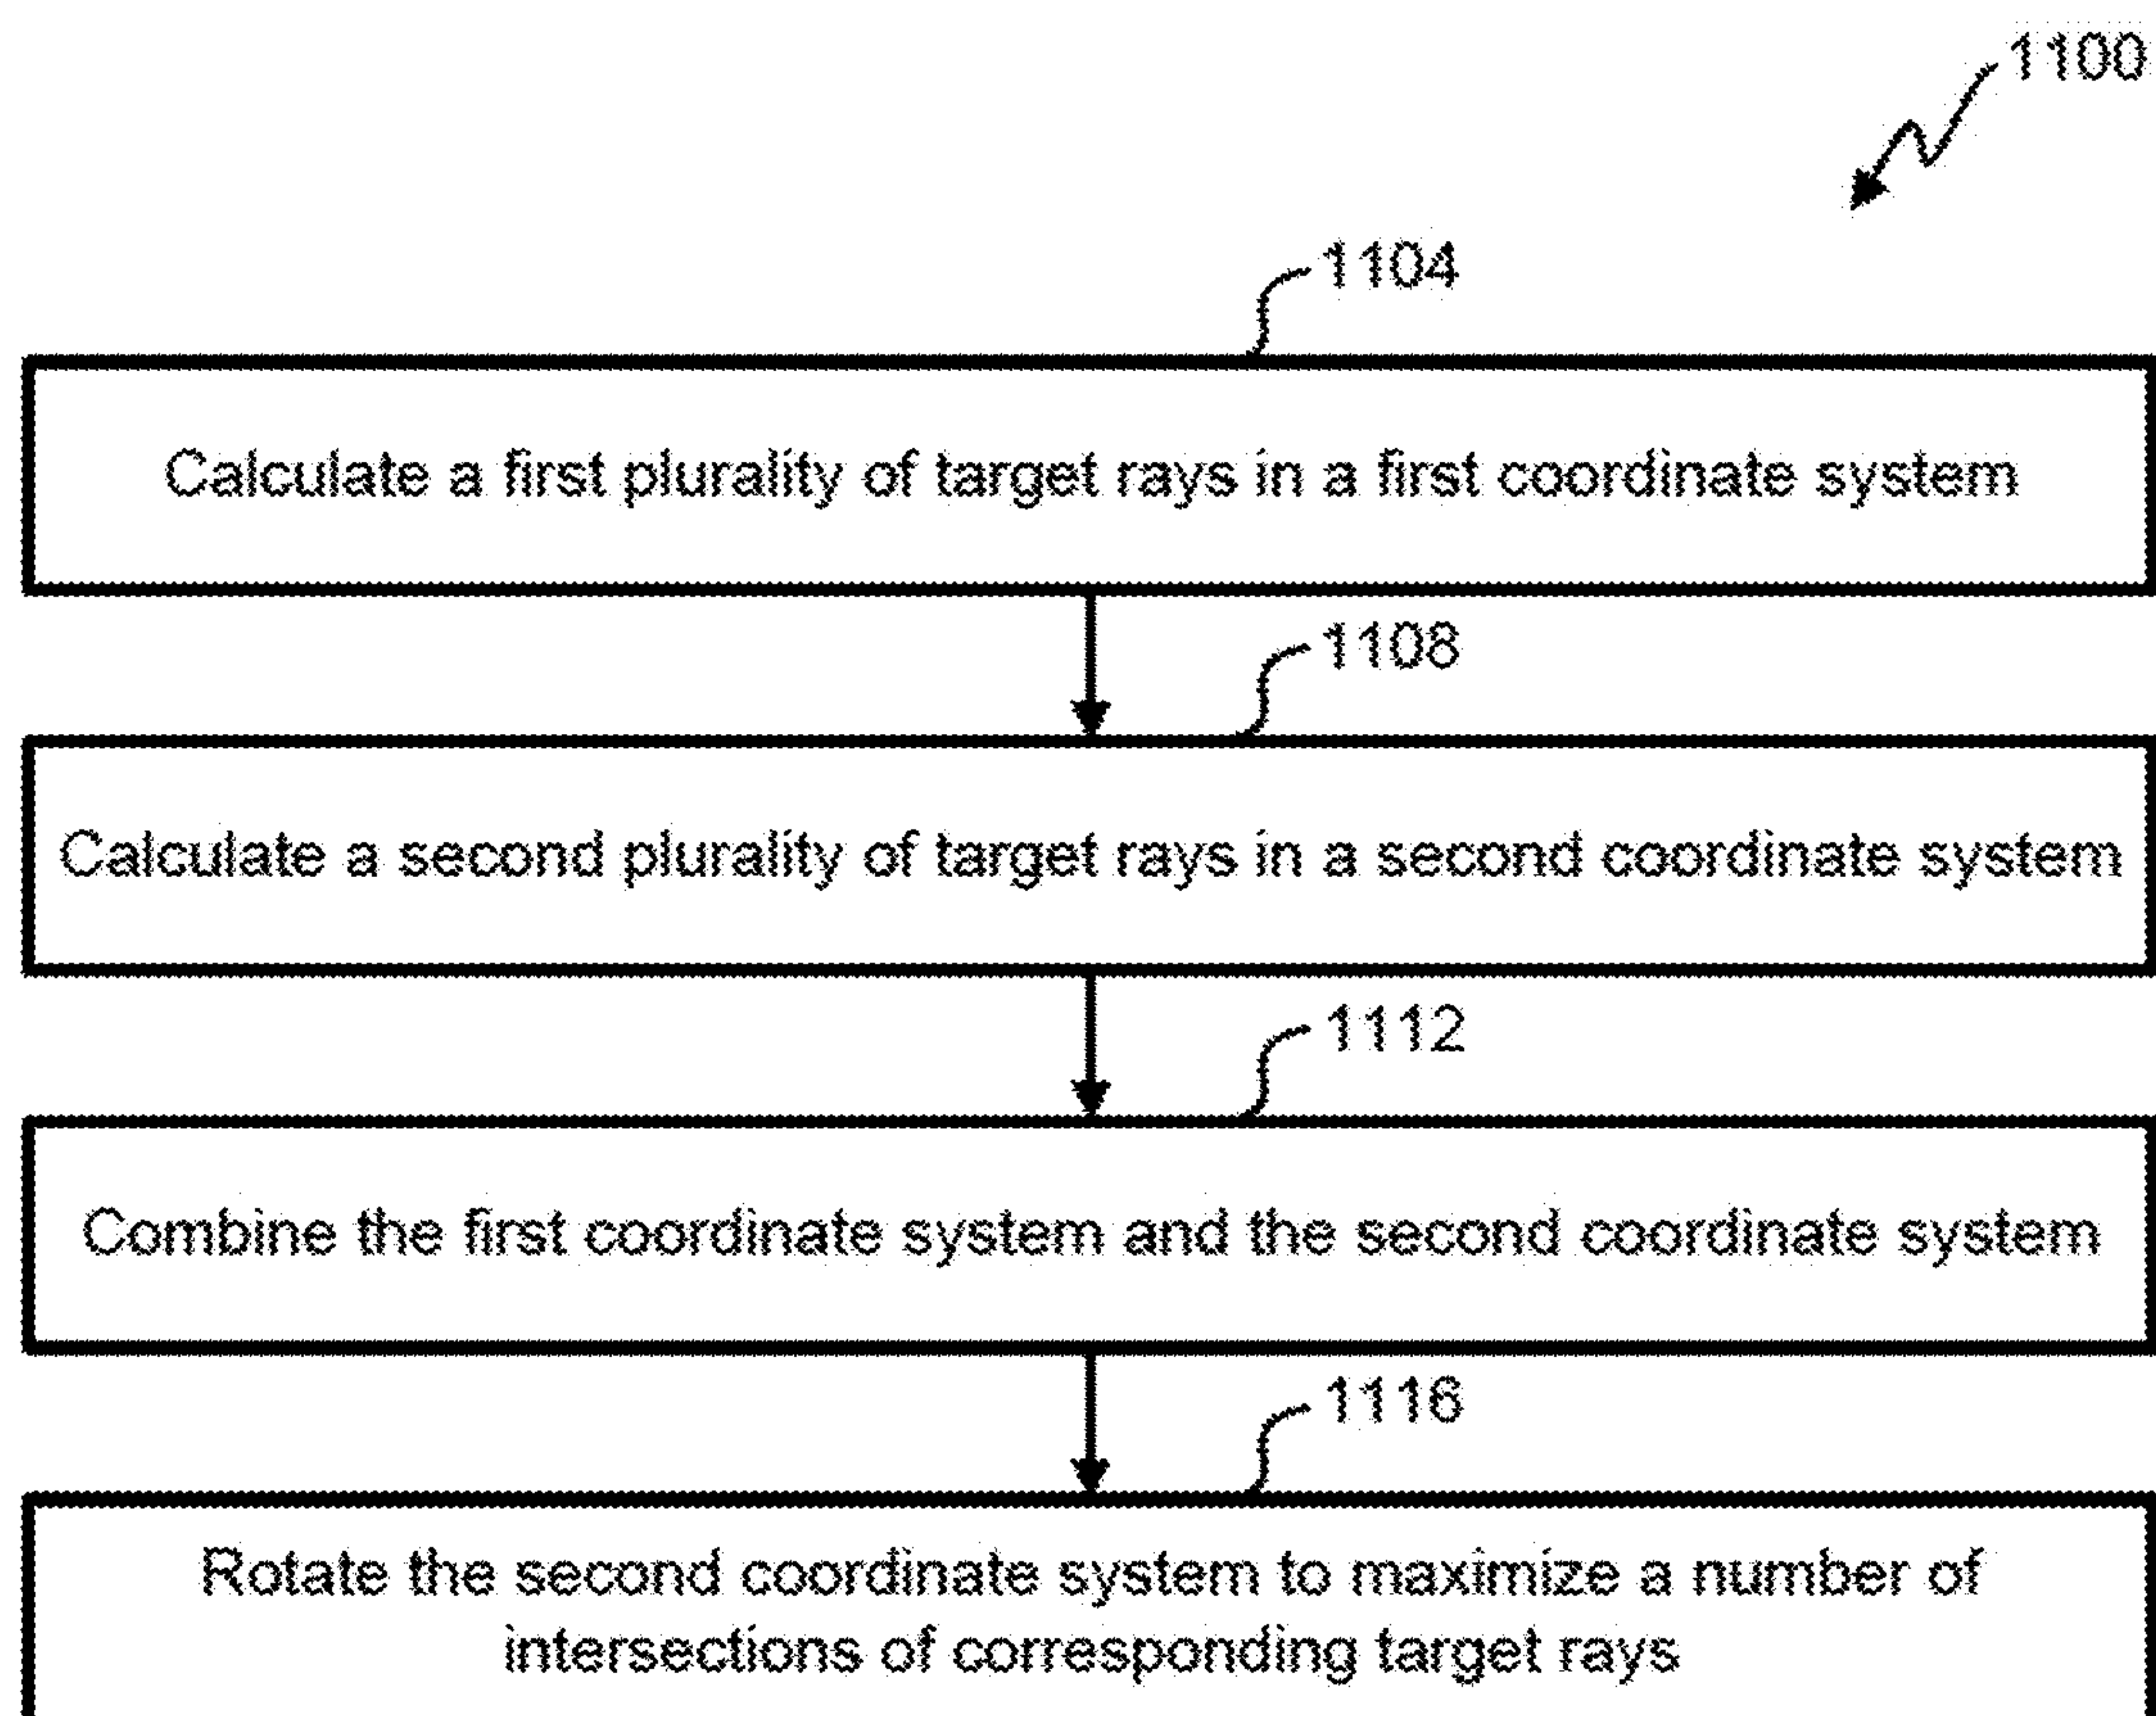 1100
1104
Calculate a first plurality of target rays in a first coordinate system
1108
Calculate a second plurality of target rays in a second coordinate system
1112
Combine the first coordinate system and the second coordinate system
1116
Rotate the second coordinate system to maximize a number of
intersections of corresponding target rays